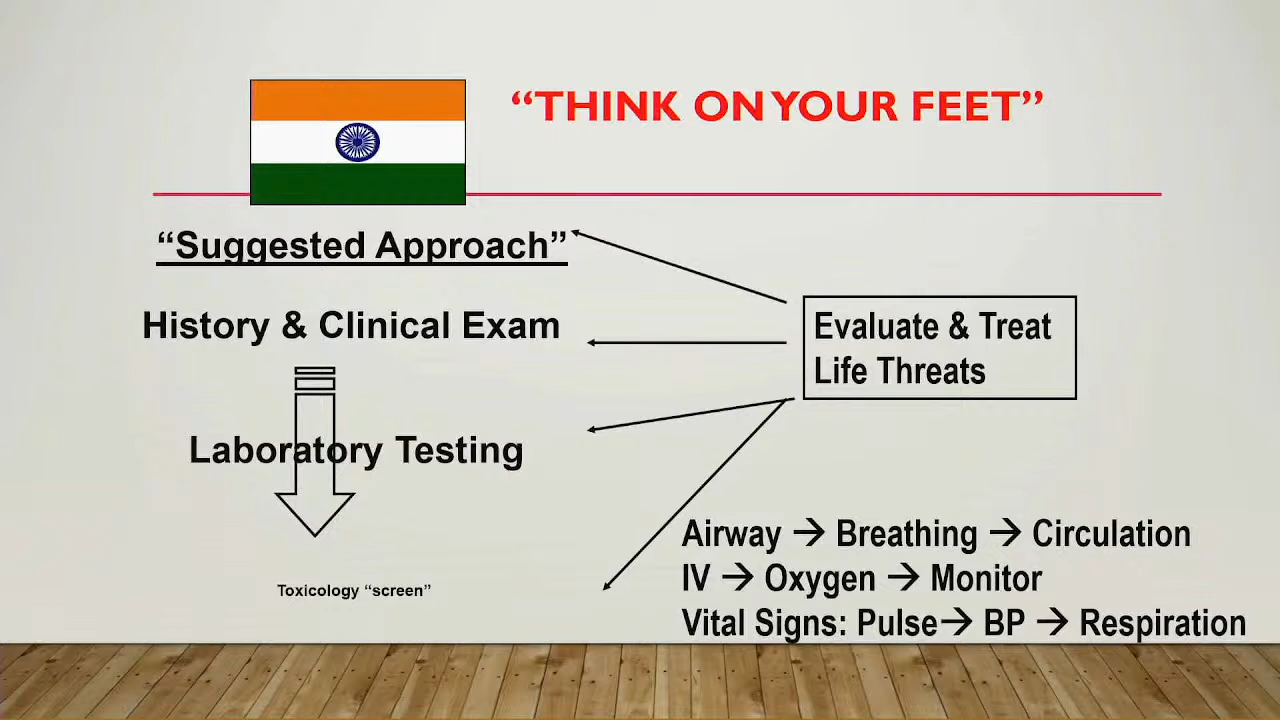 “THINK ON YOUR FEET”
“Suggested Approach”
History & Clinical Exam
Evaluate & Treat
Life Threats
Laboratory Testing
Toxicology “screen”
Airway → Breathing → Circulation
IV → Oxygen → Monitor
Vital Signs: Pulse→ BP → Respiration